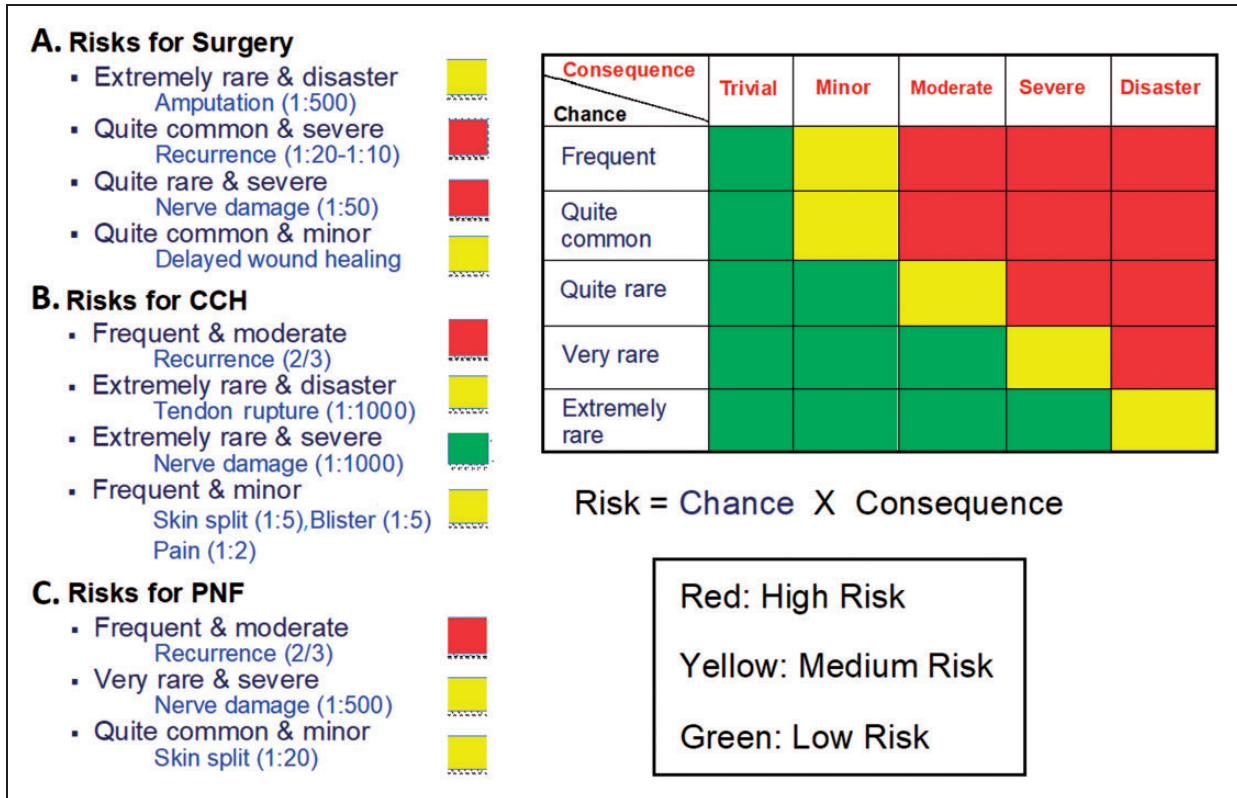 A. Risks for Surgery
▪ Extremely rare & disaster
Amputation (1:500)
▪ Quite common & severe
Recurrence (1:20-1:10)
▪ Quite rare & severe
Nerve damage (1:50)
▪ Quite common & minor
Delayed wound healing
B. Risks for CCH
▪ Frequent & moderate
Recurrence (2/3)
▪ Extremely rare & disaster
Tendon rupture (1:1000)
▪ Extremely rare & severe
Nerve damage (1:1000)
▪ Frequent & minor
Skin split (1:5),Blister (1:5)
Pain (1:2)
C. Risks for PNF
▪ Frequent & moderate
Recurrence (2/3)
▪ Very rare & severe
Nerve damage (1:500)
▪ Quite common & minor
Skin split (1:20)
Consequence
Chance
Trivial Minor Moderate Severe Disaster
Frequent
Quite
common
Quite rare
Very rare
Extremely
rare
Risk = Chance X Consequence
Red: High Risk
Yellow: Medium Risk
Green: Low Risk